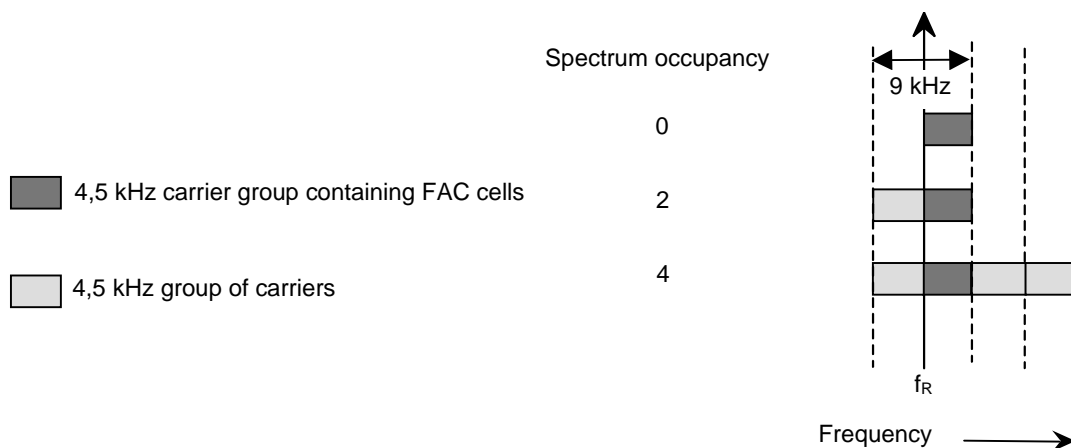 Spectrum occupancy
9 kHz
0
4,5 kHz carrier group containing FAC cells
2
4,5 kHz group of carriers
4
fR
Frequency